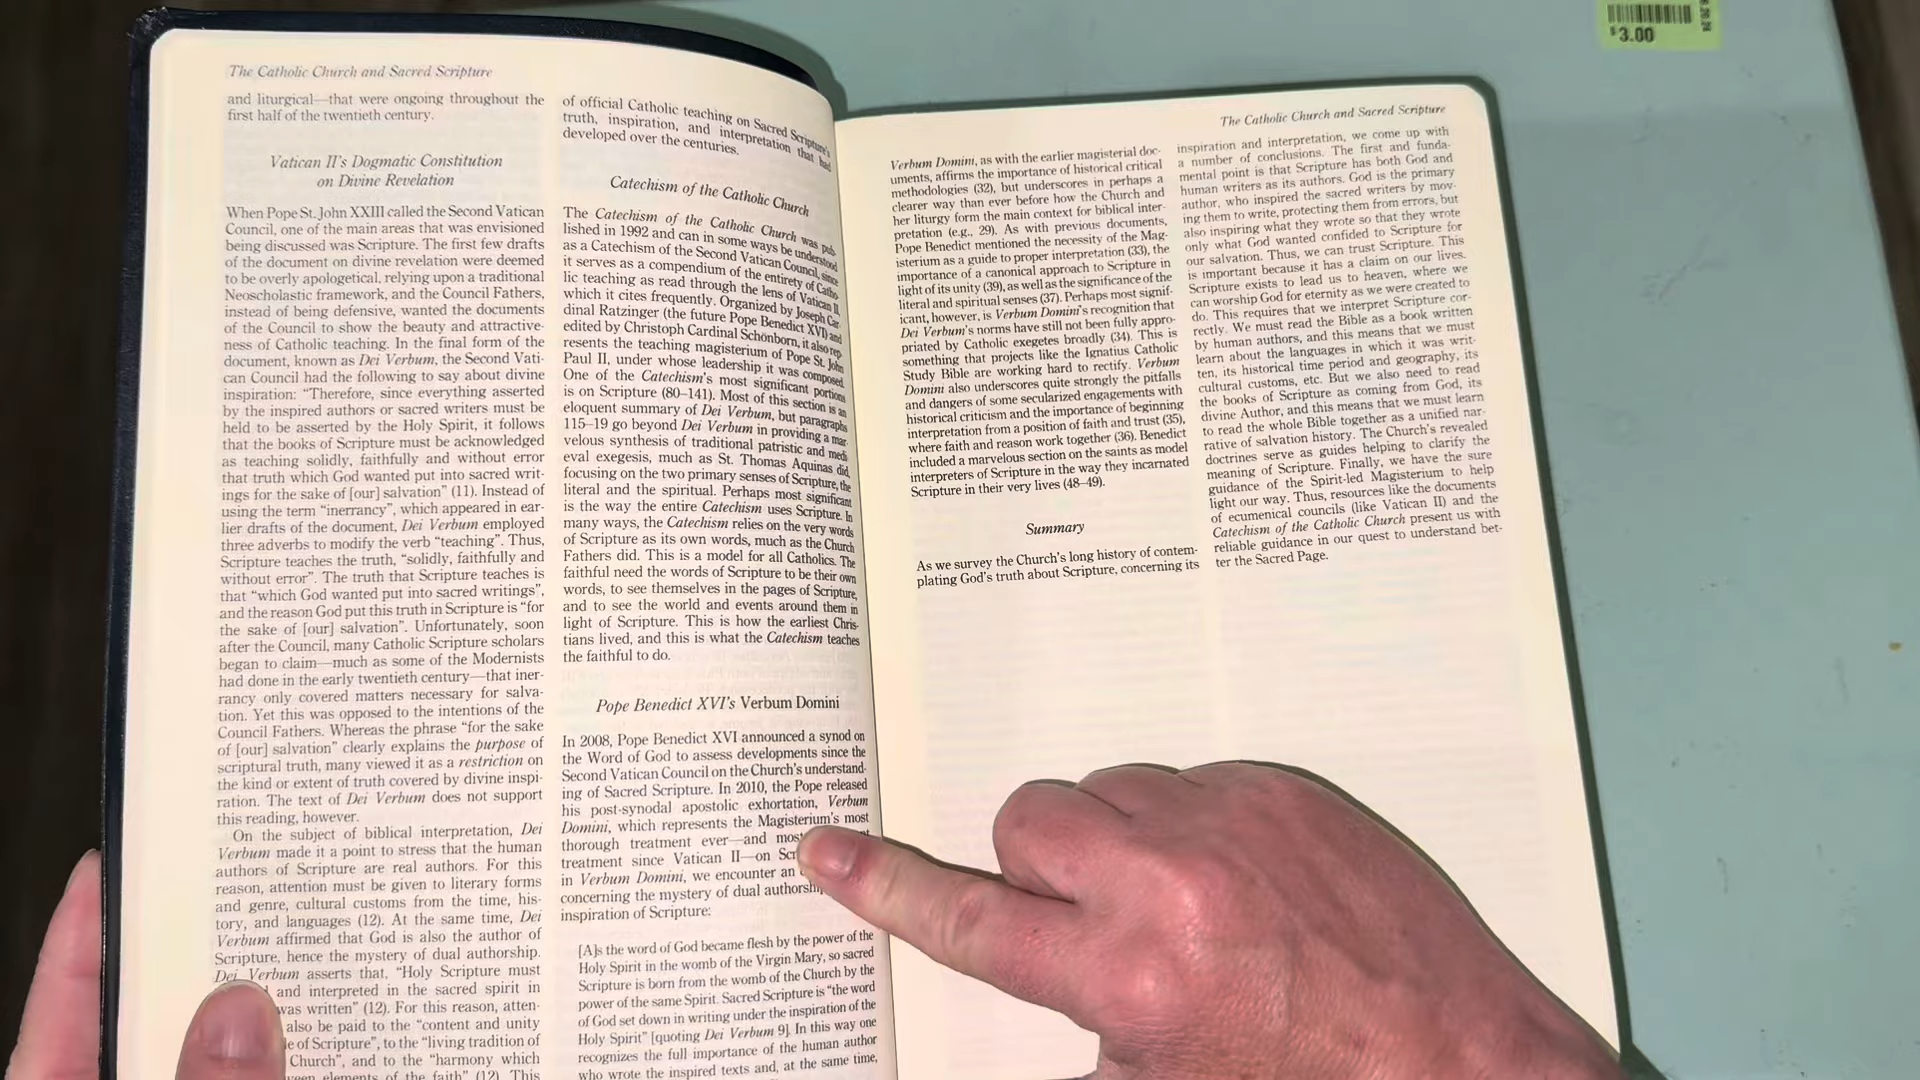 The Catholic Church and Sacred Scripture
and liturgical—that were ongoing throughout the
first half of the twentieth century.
Vatican II's Dogmatic Constitution
on Divine Revelation
When Pope St. John XXIII called the Second Vatican
Council, one of the main areas that was envisioned
being discussed was Scripture. The first few drafts
of the document on divine revelation were deemed
to be overly apologetical, relying upon a traditional
Neoscholastic framework, and the Council Fathers,
instead of being defensive, wanted the documents
of the Council to show the beauty and attractive-
ness of Catholic teaching. In the final form of the
document, known as Dei Verbum, the Second Vati-
can Council had the following to say about divine
inspiration: “Therefore, since everything asserted
by the inspired authors or sacred writers must be
held to be asserted by the Holy Spirit, it follows
that the books of Scripture must be acknowledged
as teaching solidly, faithfully and without error
that truth which God wanted put into sacred writ-
ings for the sake of [our] salvation” (11). Instead of
using the term “inerrancy”, which appeared in ear-
lier drafts of the document, Dei Verbum employed
three adverbs to modify the verb “teaching”. Thus,
Scripture teaches the truth, “solidly, faithfully and
without error”. The truth that Scripture teaches is
that “which God wanted put into sacred writings”,
and the reason God put this truth in Scripture is “for
the sake of [our] salvation”. Unfortunately, soon
after the Council, many Catholic Scripture scholars
began to claim—much as some of the Modernists
had done in the early twentieth century—that iner-
rancy only covered matters necessary for salva-
tion. Yet this was opposed to the intentions of the
Council Fathers. Whereas the phrase “for the sake
of [our] salvation” clearly explains the purpose of
scriptural truth, many viewed it as a restriction on
the kind or extent of truth covered by divine inspi-
ration. The text of Dei Verbum does not support
this reading, however.
On the subject of biblical interpretation, Dei
Verbum made it a point to stress that the human
authors of Scripture are real authors. For this
reason, attention must be given to literary forms
and genre, cultural customs from the time, his-
tory, and languages (12). At the same time, Dei
Verbum affirmed that God is also the author of
Scripture, hence the mystery of dual authorship.
Dei Verbum asserts that, “Holy Scripture must
and interpreted in the sacred spirit in
was written” (12). For this reason, atten-
also be paid to the “content and unity
of Scripture”, to the “living tradition of
Church”, and to the “harmony which
elements of the faith” (12). This
of official Catholic teaching on Sacred Scripture's
truth, inspiration, and interpretation that had
developed over the centuries.
Catechism of the Catholic Church
The Catechism of the Catholic Church was pub-
lished in 1992 and can in some ways be understood
as a Catechism of the Second Vatican Council, since
it serves as a compendium of the entirety of Catho-
lic teaching as read through the lens of Vatican II,
which it cites frequently. Organized by Joseph Car-
dinal Ratzinger (the future Pope Benedict XVI) and
edited by Christoph Cardinal Schönborn, it also rep-
resents the teaching magisterium of Pope St. John
Paul II, under whose leadership it was composed.
One of the Catechism's most significant portions
is on Scripture (80–141). Most of this section is an
eloquent summary of Dei Verbum, but paragraphs
115–19 go beyond Dei Verbum in providing a mar-
velous synthesis of traditional patristic and medi-
eval exegesis, much as St. Thomas Aquinas did,
focusing on the two primary senses of Scripture, the
literal and the spiritual. Perhaps most significant
is the way the entire Catechism uses Scripture. In
many ways, the Catechism relies on the very words
of Scripture as its own words, much as the Church
Fathers did. This is a model for all Catholics. The
faithful need the words of Scripture to be their own
words, to see themselves in the pages of Scripture,
and to see the world and events around them in
light of Scripture. This is how the earliest Chris-
tians lived, and this is what the Catechism teaches
the faithful to do.
Pope Benedict XVI's Verbum Domini
In 2008, Pope Benedict XVI announced a synod on
the Word of God to assess developments since the
Second Vatican Council on the Church's understand-
ing of Sacred Scripture. In 2010, the Pope released
his post-synodal apostolic exhortation, Verbum
Domini, which represents the Magisterium's most
thorough treatment ever—and most
treatment since Vatican II—on
in Verbum Domini, we encounter an
concerning the mystery of dual
inspiration of Scripture:
[A]s the word of God became flesh by the power of the
Holy Spirit in the womb of the Virgin Mary, so sacred
Scripture is born from the womb of the Church by the
power of the same Spirit. Sacred Scripture is “the word
of God set down in writing under the inspiration of the
Holy Spirit” [quoting Dei Verbum 9]. In this way one
recognizes the full importance of the human author
who wrote the inspired texts and, at the same time,
The Catholic Church and Sacred Scripture
Verbum Domini, as with the earlier magisterial doc-
uments, affirms the importance of historical critical
methodologies (32), but underscores in perhaps a
clearer way than ever before how the Church and
her liturgy form the main context for biblical inter-
pretation (e.g., 29). As with previous documents,
Pope Benedict mentioned the necessity of the Mag-
isterium as a guide to proper interpretation (33), the
importance of a canonical approach to Scripture in
light of its unity (39), as well as the significance of the
literal and spiritual senses (37). Perhaps most signif-
icant, however, is Verbum Domini's recognition that
Dei Verbum's norms have still not been fully appro-
priated by Catholic exegetes broadly (34). This is
something that projects like the Ignatius Catholic
Study Bible are working hard to rectify. Verbum
Domini also underscores quite strongly the pitfalls
and dangers of some secularized engagements with
historical criticism and the importance of beginning
interpretation from a position of faith and trust (35),
where faith and reason work together (36). Benedict
included a marvelous section on the saints as model
interpreters of Scripture in the way they incarnated
Scripture in their very lives (48–49).
Summary
As we survey the Church's long history of contem-
plating God's truth about Scripture, concerning its
inspiration and interpretation, we come up with
a number of conclusions. The first and funda-
mental point is that Scripture has both God and
human writers as its authors. God is the primary
author, who inspired the sacred writers by mov-
ing them to write, protecting them from errors, but
also inspiring what they wrote so that they wrote
only what God wanted confided to Scripture for
our salvation. Thus, we can trust Scripture. This
is important because it has a claim on our lives.
Scripture exists to lead us to heaven, where we
can worship God for eternity as we were created to
do. This requires that we interpret Scripture cor-
rectly. We must read the Bible as a book written
by human authors, and this means that we must
learn about the languages in which it was writ-
ten, its historical time period and geography, its
cultural customs, etc. But we also need to read
the books of Scripture as coming from God, its
divine Author, and this means that we must learn
to read the whole Bible together as a unified nar-
rative of salvation history. The Church's revealed
doctrines serve as guides helping to clarify the
meaning of Scripture. Finally, we have the sure
guidance of the Spirit-led Magisterium to help
light our way. Thus, resources like the documents
of ecumenical councils (like Vatican II) and the
Catechism of the Catholic Church present us with
reliable guidance in our quest to understand bet-
ter the Sacred Page.
$3.00